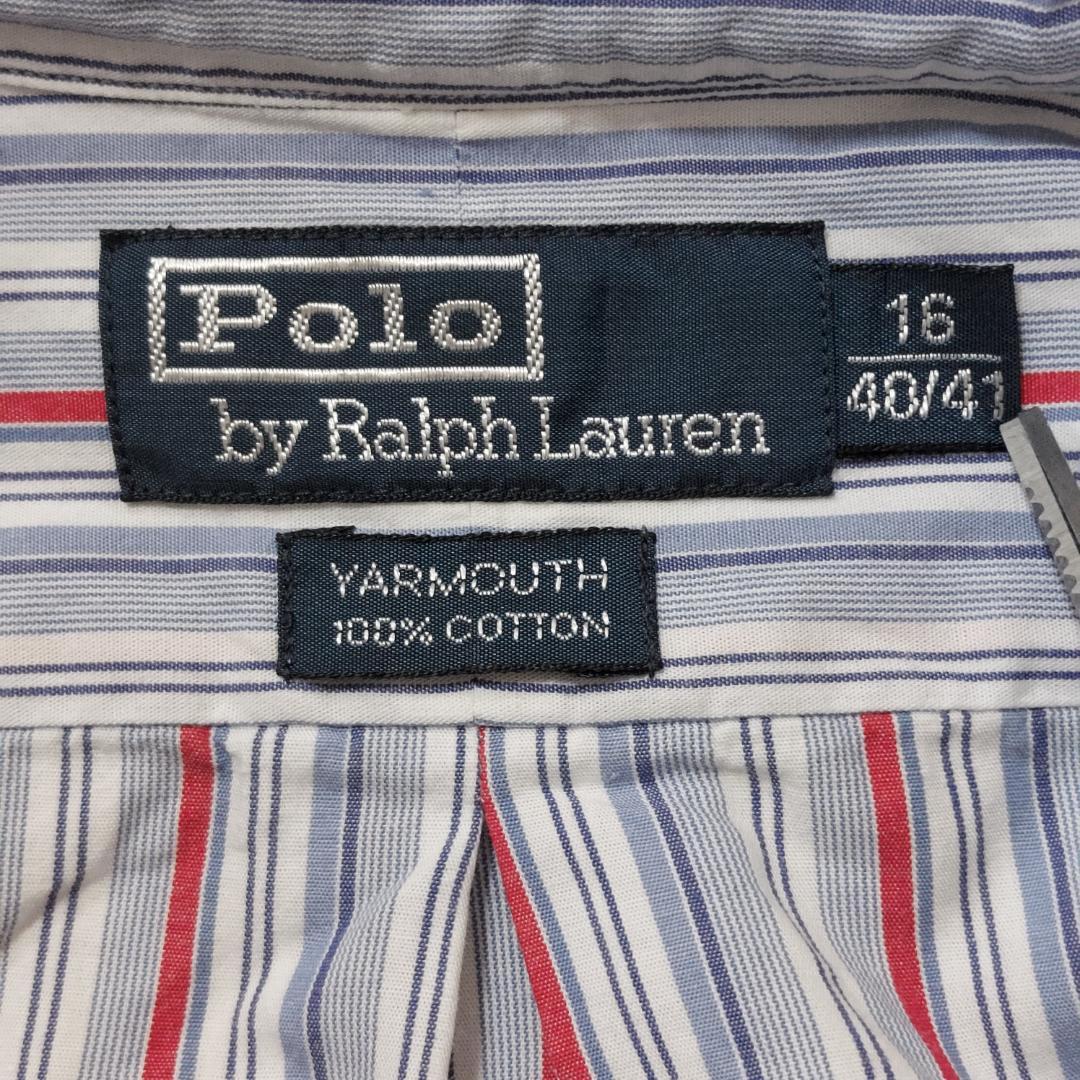 Polo
by Ralph Lauren
16
40/41
YARMOUTH
100% COTTON